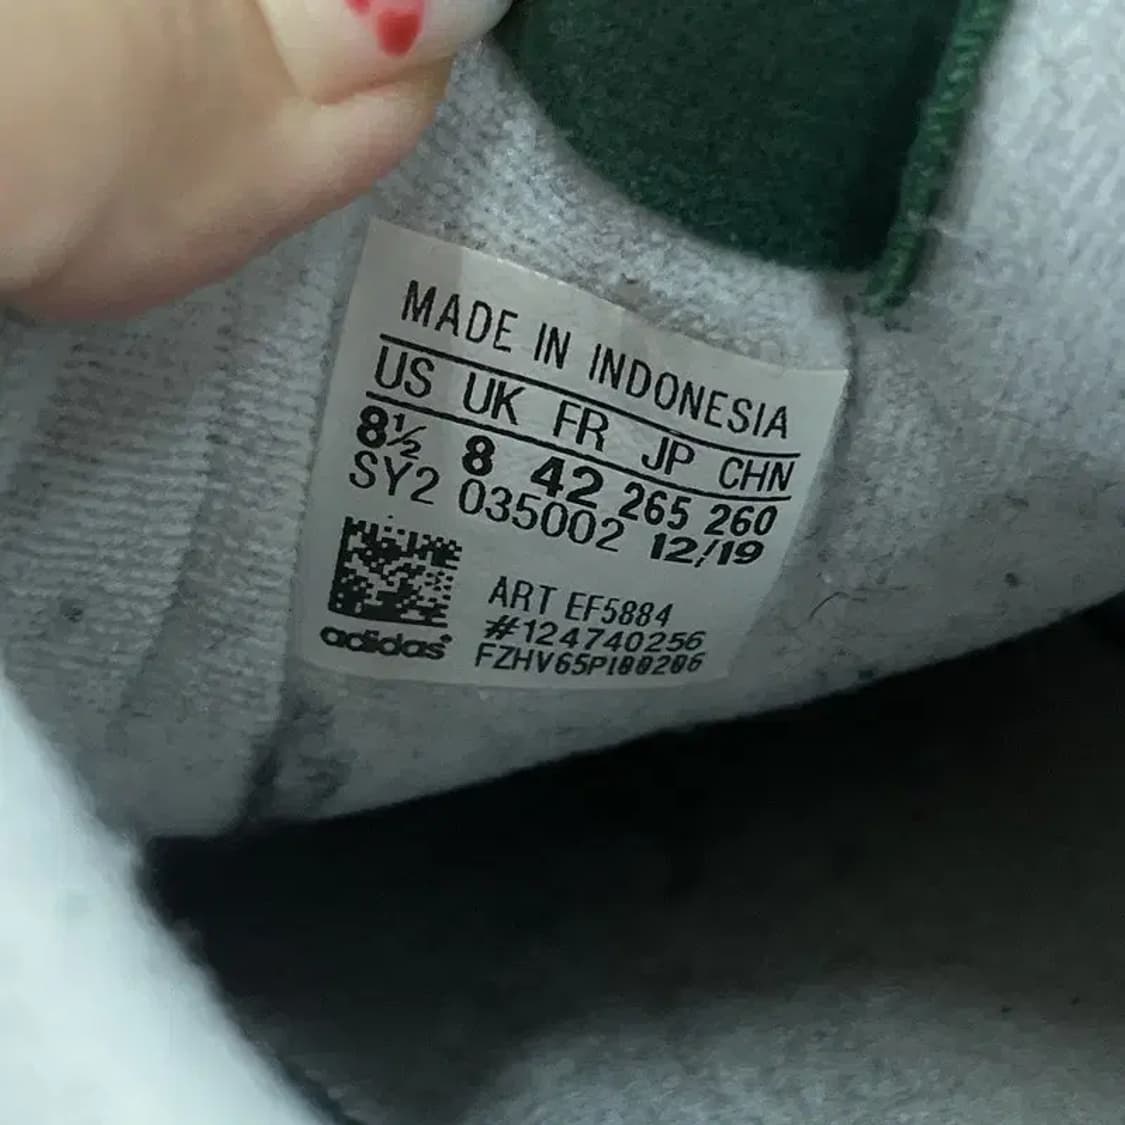 MADE IN INDONESIA
US UK FR JP CHN
8½ 8 42 265 260
SY2 035002 12/19
ART EF5884
#124740256
FZHV65P100206
adidas